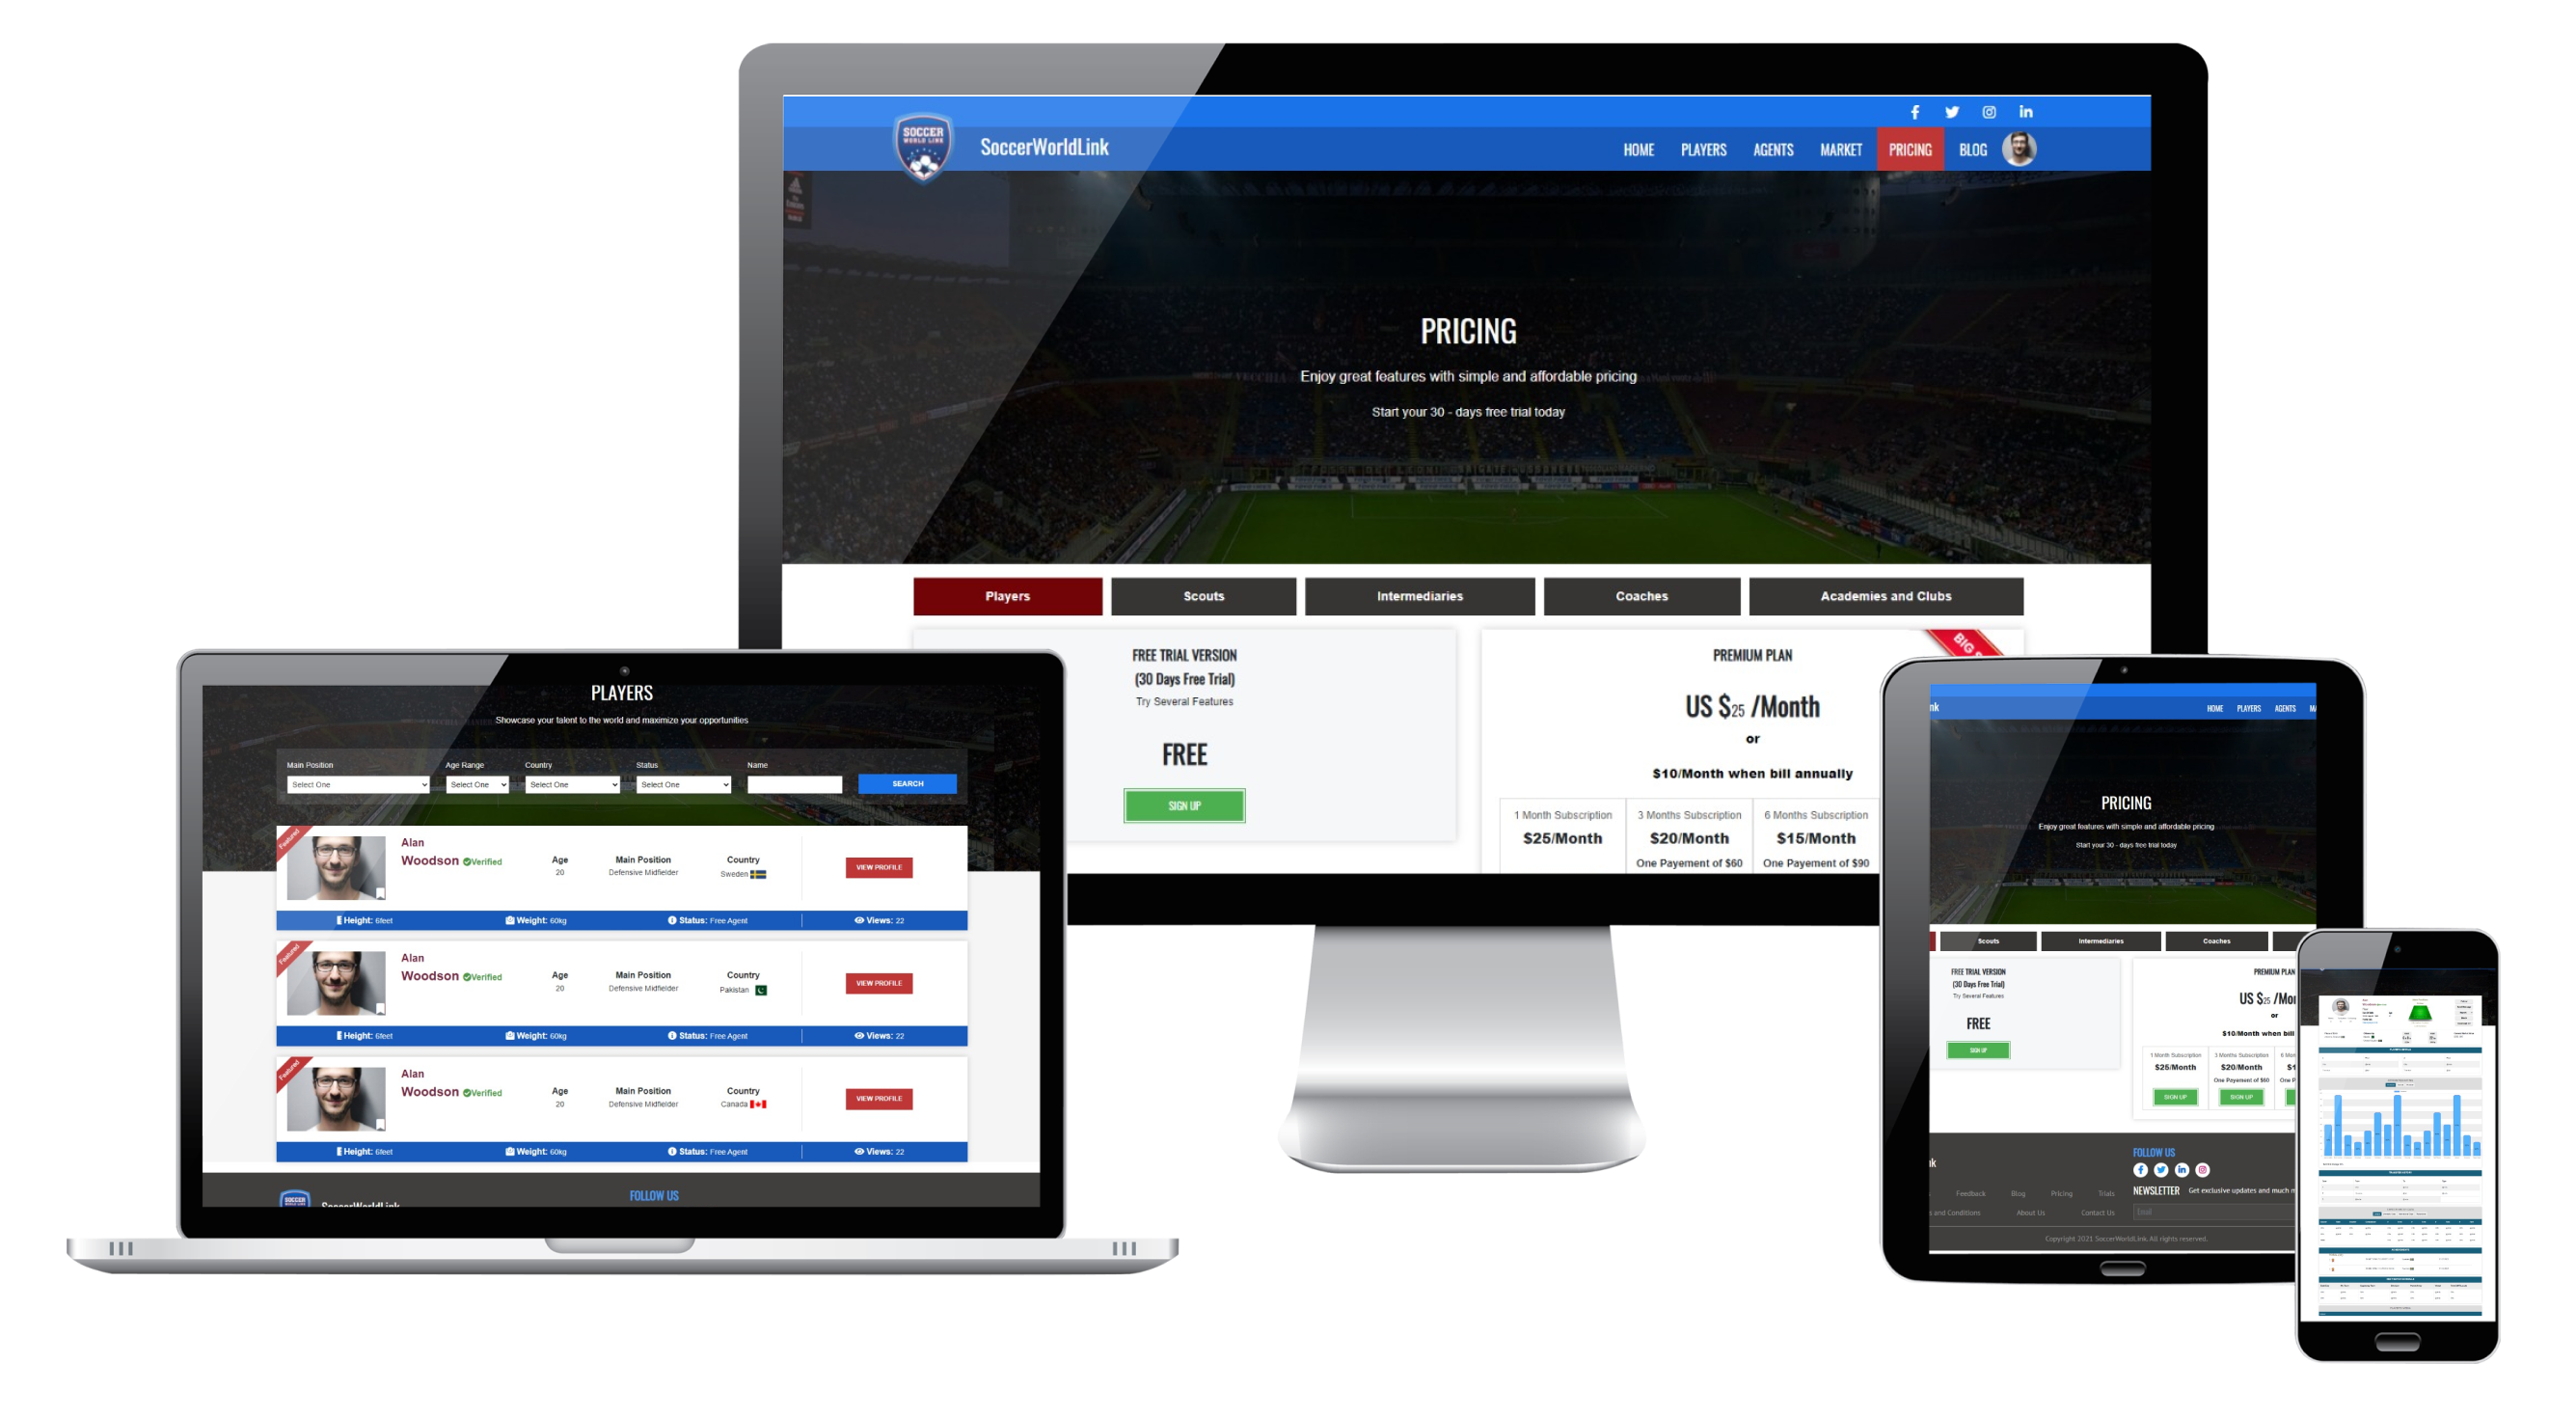 SOCCER
WORLD LINK
SoccerWorldLink
HOME PLAYERS AGENTS MARKET PRICING BLOG
PRICING
Enjoy great features with simple and affordable pricing
Start your 30 - days free trial today
Players Scouts Intermediaries Coaches Academies and Clubs
FREE TRIAL VERSION
(30 Days Free Trial)
Try Several Features
FREE
SIGN UP
BIG
PREMIUM PLAN
US $25 /Month
or
$10/Month when bill annually
1 Month Subscription 3 Months Subscription 6 Months Subscription
$25/Month $20/Month $15/Month
One Payement of $60 One Payement of $90
PLAYERS
Showcase your talent to the world and maximize your opportunities
Main Position Age Range Country Status Name
Select One Select One Select One Select One SEARCH
Featured
Alan
Woodson Verified
Age Main Position Country
20 Defensive Midfielder Sweden
VIEW PROFILE
Height: 6feet Weight: 60kg Status: Free Agent Views: 22
Featured
Alan
Woodson Verified
Age Main Position Country
20 Defensive Midfielder Pakistan
VIEW PROFILE
Height: 6feet Weight: 60kg Status: Free Agent Views: 22
Featured
Alan
Woodson Verified
Age Main Position Country
20 Defensive Midfielder Canada
VIEW PROFILE
Height: 6feet Weight: 60kg Status: Free Agent Views: 22
SOCCER
SoccerWorldLink
FOLLOW US
nk
HOME PLAYERS AGENTS M
PRICING
Enjoy great features with simple and affordable pricing
Start your 30 - days free trial today
Scouts Intermediaries Coaches
FREE TRIAL VERSION
(30 Days Free Trial)
Try Several Features
FREE
SIGN UP
PREMIUM PLAN
US $25 /Mo
or
$10/Month when bill
1 Month Subscription 3 Months Subscription 6 Mon
$25/Month $20/Month $1
One Payement of $60 One P
SIGN UP SIGN UP
nk
FOLLOW US
Feedback Blog Pricing Trials
NEWSLETTER Get exclusive updates and much m
s and Conditions About Us Contact Us
Email
Copyright 2021 SoccerWorldLink.All rights reserved.